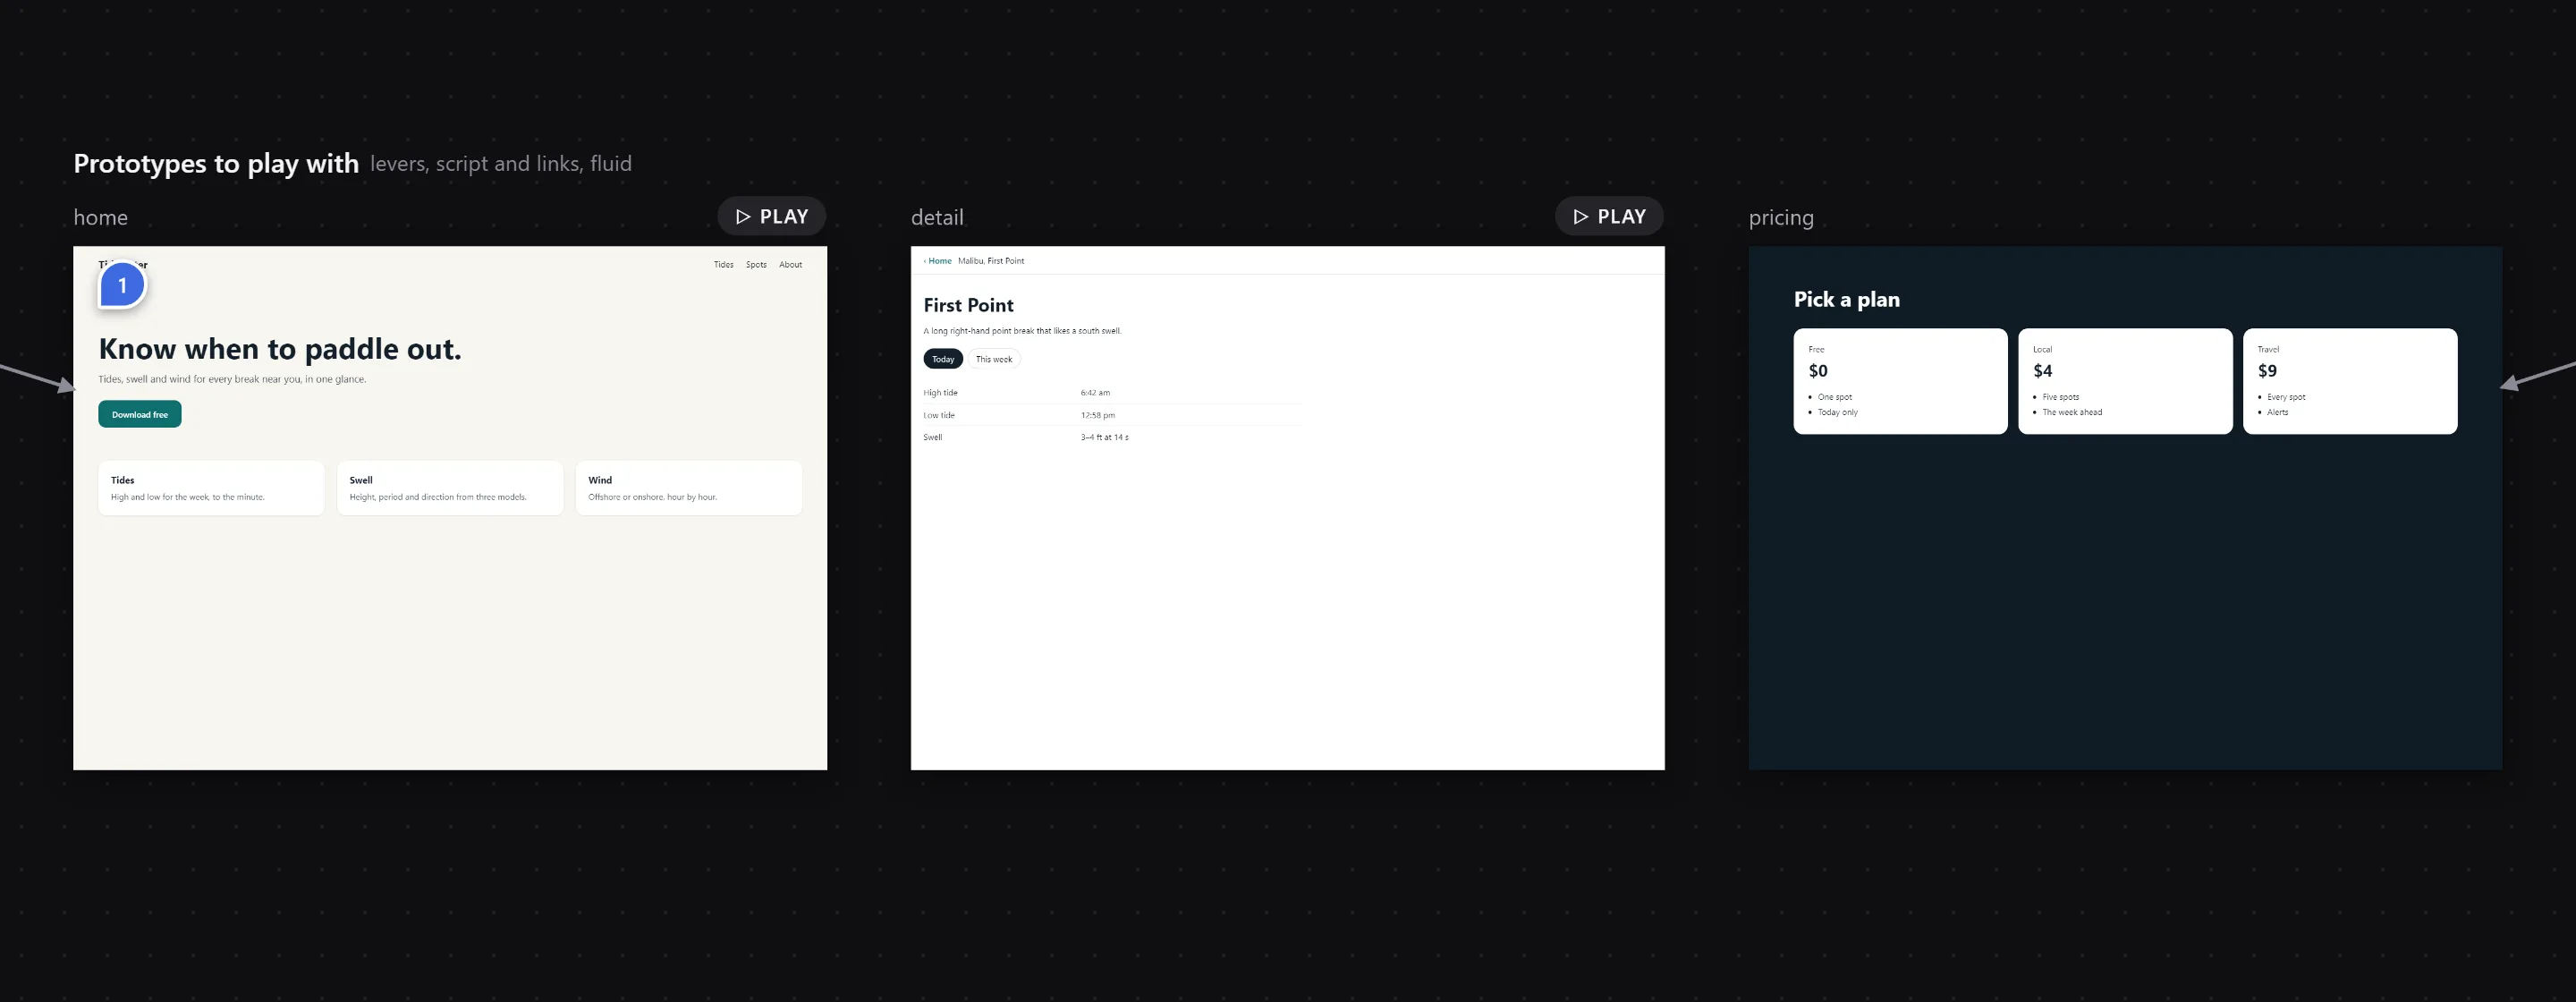 Prototypes to play with levers, script and links, fluid
home
PLAY
1
Tides Spots About
Know when to paddle out.
Tides, swell and wind for every break near you, in one glance.
Download free
Tides
High and low for the week, to the minute.
Swell
Height, period and direction from three models.
Wind
Offshore or onshore, hour by hour.
detail
PLAY
‹ Home Malibu, First Point
First Point
A long right-hand point break that likes a south swell.
Today This week
High tide 6:42 am
Low tide 12:58 pm
Swell 3–4 ft at 14 s
pricing
Pick a plan
Free
$0
• One spot
• Today only
Local
$4
• Five spots
• The week ahead
Travel
$9
• Every spot
• Alerts